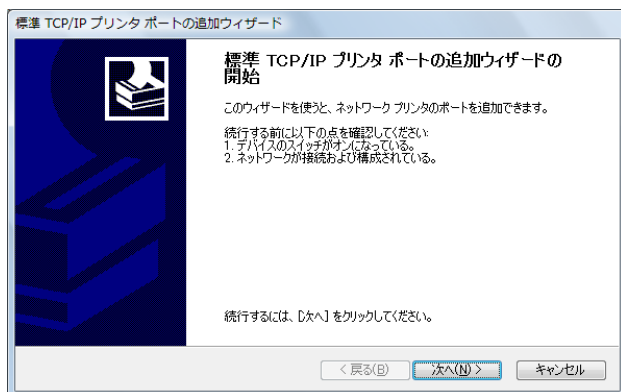 標準 TCP/IP プリンタ ポートの追加ウィザード
標準 TCP/IP プリンタ ポートの追加ウィザードの
開始
このウィザードを使うと、ネットワーク プリンタのポートを追加できます。
続行する前に以下の点を確認してください:
1. デバイスのスイッチがオンになっている。
2. ネットワークが接続および構成されている。
続行するには、[次へ] をクリックしてください。
< 戻る(B) 次へ(N) > キャンセル